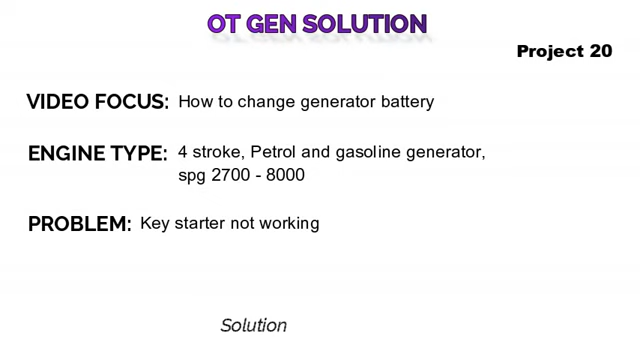 OT GEN SOLUTION
Project 20
VIDEO FOCUS: How to change generator battery
ENGINE TYPE: 4 stroke, Petrol and gasoline generator,
spg 2700 - 8000
PROBLEM: Key starter not working
Solution